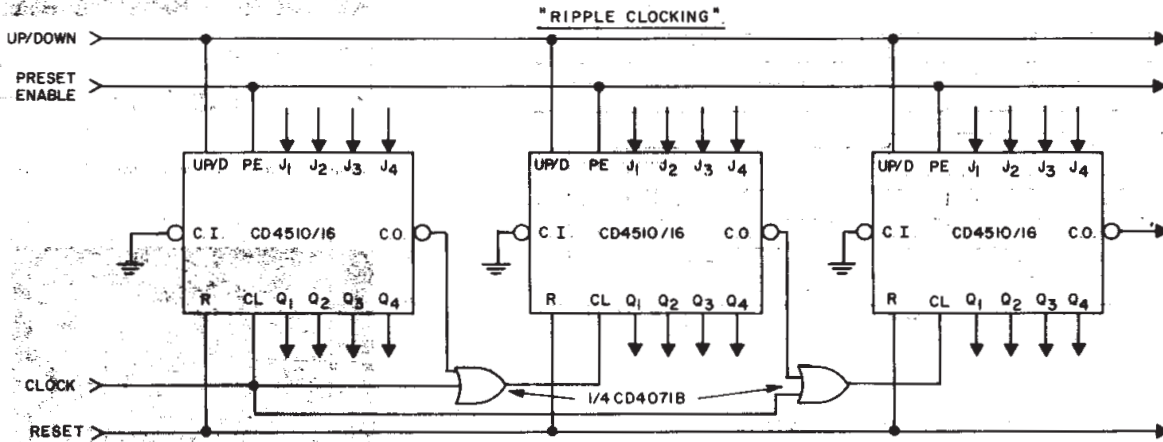 "RIPPLE CLOCKING".
UP/DOWN
PRESET
ENABLE
UP/D PE J1 J2 J3 J4
C.I. CD4510/16 C.O.
R CL Q1 Q2 Q3 Q4
UP/D PE J1 J2 J3 J4
C I CD4510/16 C.O.
R CL Q1 Q2 Q3 Q4
UP/D PE J1 J2 J3 J4
C.I. CD4510/16 C.O.
R CL Q1 Q2 Q3 Q4
CLOCK
1/4 CD4071B
RESET